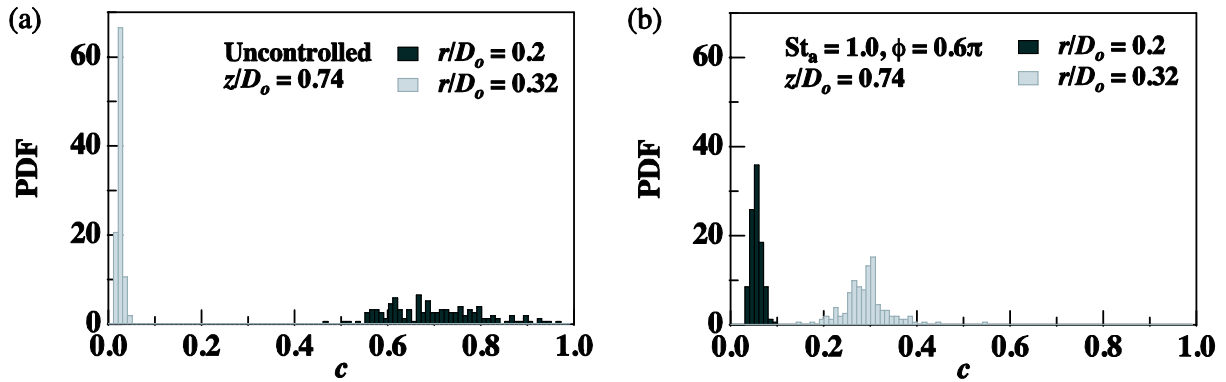 (a)
60
40
20
0
PDF
Uncontrolled
z/Dₒ = 0.74
r/Dₒ = 0.2
r/Dₒ = 0.32
0.0 0.2 0.4 0.6 0.8 1.0
c
(b)
60
40
20
0
PDF
Stₐ = 1.0, ϕ = 0.6π
z/Dₒ = 0.74
r/Dₒ = 0.2
r/Dₒ = 0.32
0.0 0.2 0.4 0.6 0.8 1.0
c